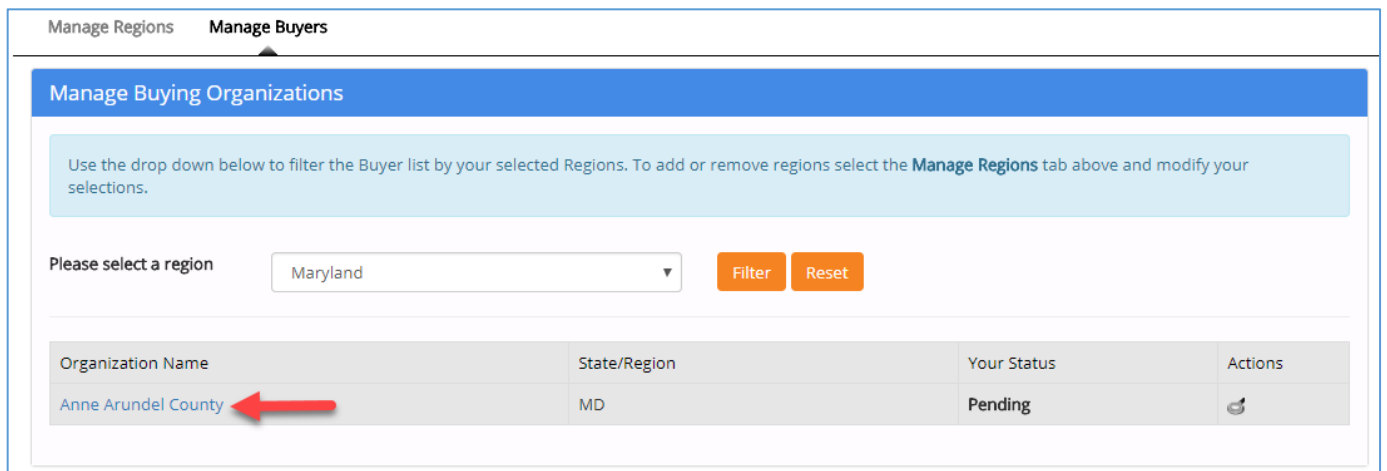 Manage Regions Manage Buyers
Manage Buying Organizations
Use the drop down below to filter the Buyer list by your selected Regions. To add or remove regions select the Manage Regions tab above and modify your
selections.
Please select a region Maryland Filter Reset
Organization Name State/Region Your Status Actions
Anne Arundel County MD Pending